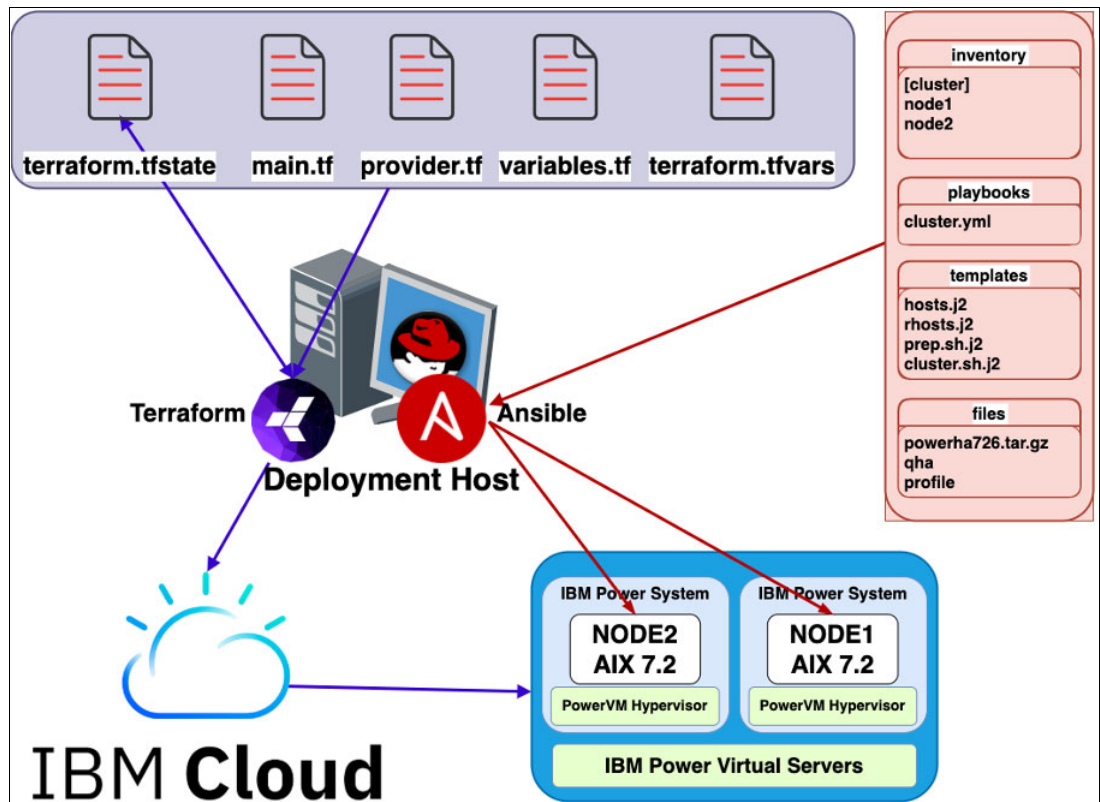 terraform.tfstate
main.tf
provider.tf
variables.tf
terraform.tfvars
inventory
[cluster]
node1
node2
playbooks
cluster.yml
templates
hosts.j2
rhosts.j2
prep.sh.j2
cluster.sh.j2
files
powerha726.tar.gz
qha
profile
Terraform
Ansible
Deployment Host
IBM Cloud
IBM Power System
NODE2
AIX 7.2
PowerVM Hypervisor
IBM Power System
NODE1
AIX 7.2
PowerVM Hypervisor
IBM Power Virtual Servers